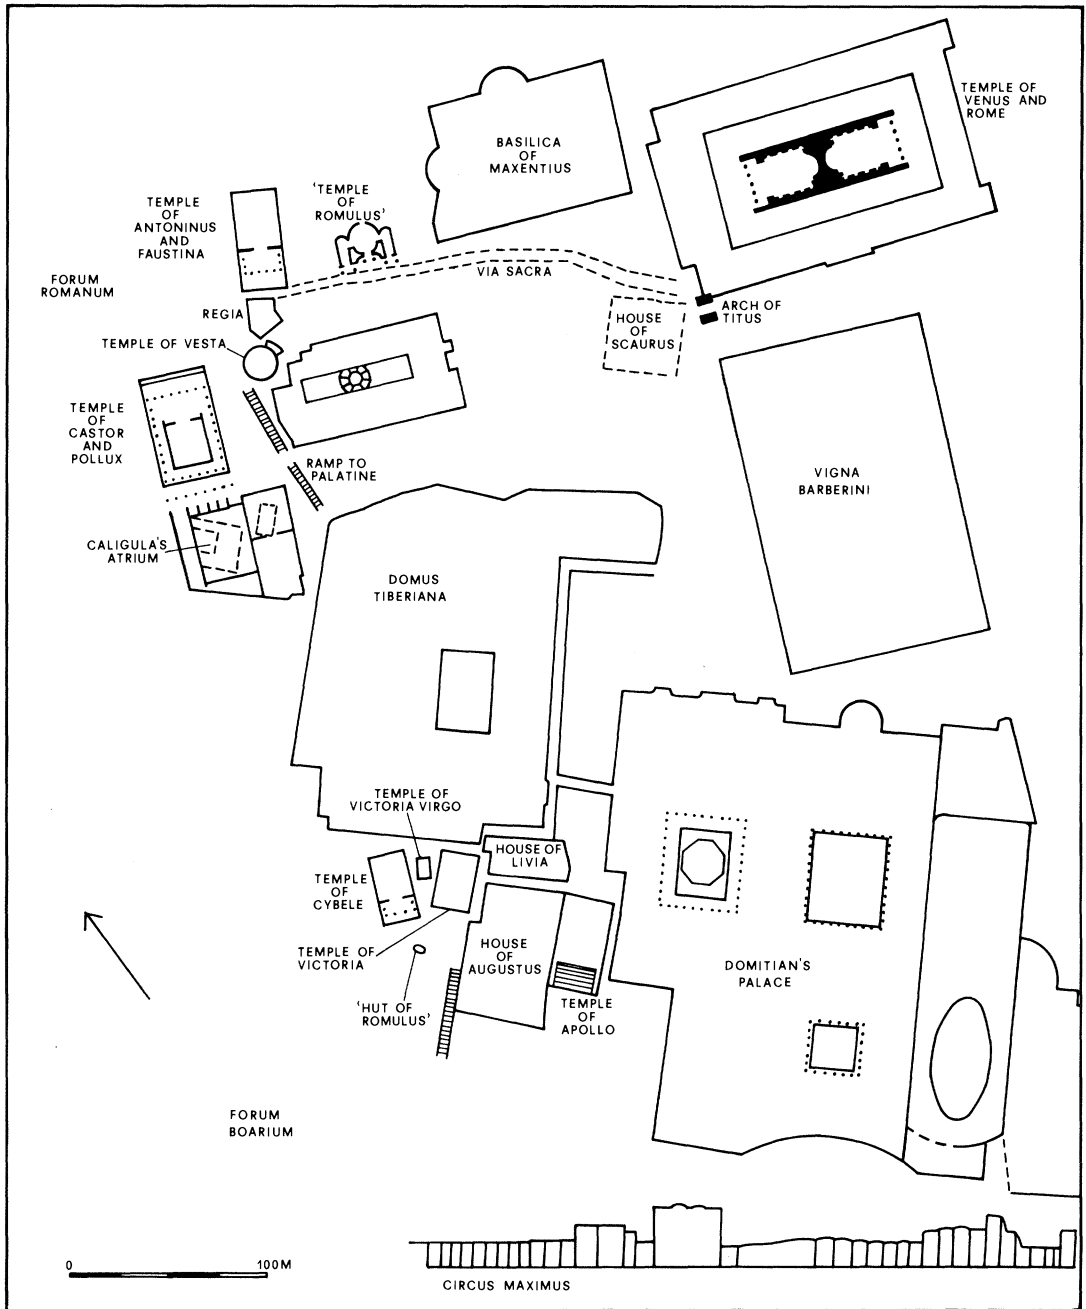 TEMPLE OF
VENUS AND
ROME
BASILICA
OF
MAXENTIUS
'TEMPLE
OF
ROMULUS'
TEMPLE
OF
ANTONINUS
AND
FAUSTINA
FORUM
ROMANUM
VIA SACRA
REGIA
ARCH OF
TITUS
HOUSE
OF
SCAURUS
TEMPLE OF VESTA
TEMPLE
OF
CASTOR
AND
POLLUX
RAMP TO
PALATINE
VIGNA
BARBERINI
CALIGULA'S
ATRIUM
DOMUS
TIBERIANA
TEMPLE OF
VICTORIA VIRGO
HOUSE OF
LIVIA
TEMPLE
OF
CYBELE
TEMPLE OF
VICTORIA
HOUSE
OF
AUGUSTUS
DOMITIAN'S
PALACE
'HUT OF
ROMULUS'
TEMPLE
OF
APOLLO
FORUM
BOARIUM
0 100M
CIRCUS MAXIMUS